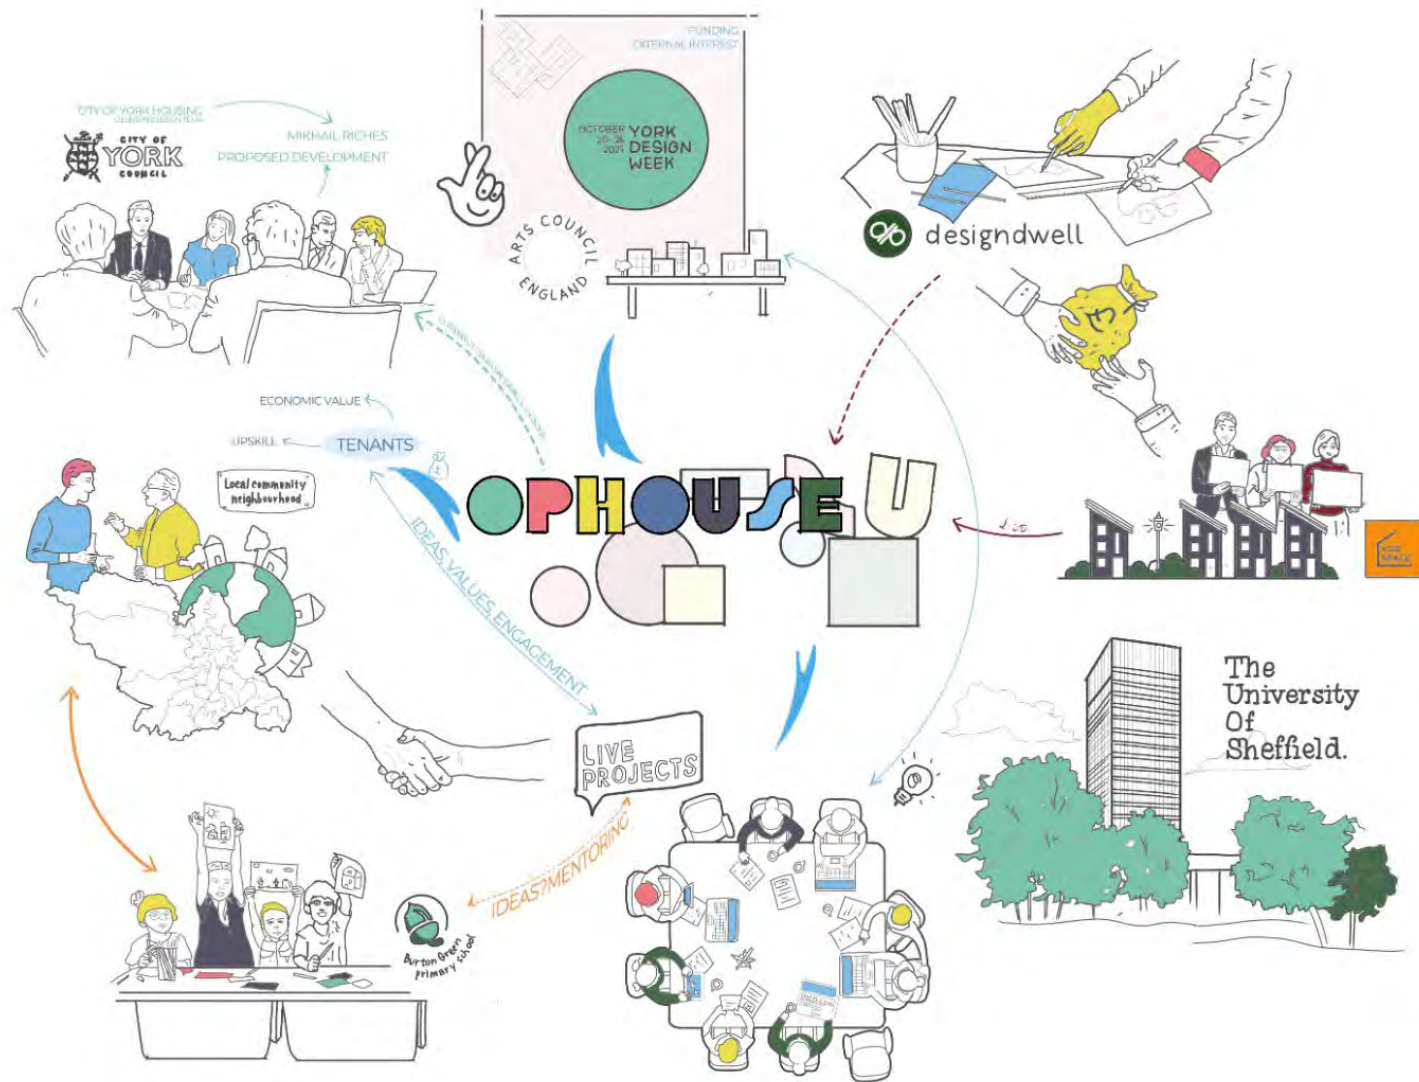 FUNDING
EXTERNAL INTEREST
OCTOBER
20-26
2021
YORK
DESIGN
WEEK
ARTS COUNCIL
ENGLAND
CITY OF YORK HOUSING
MIKHAIL RICHES
PROPOSED DEVELOPMENT
CITY OF
YORK
COUNCIL
designdwell
£
ECONOMIC VALUE
UPSKILL
TENANTS
Local community
neighbourhood
OPHOUSE U
IDEAS, VALUES, ENGAGEMENT
YOUR
SPACE
The
University
Of
Sheffield.
LIVE
PROJECTS
IDEAS?MENTORING
Burton Green
primary school